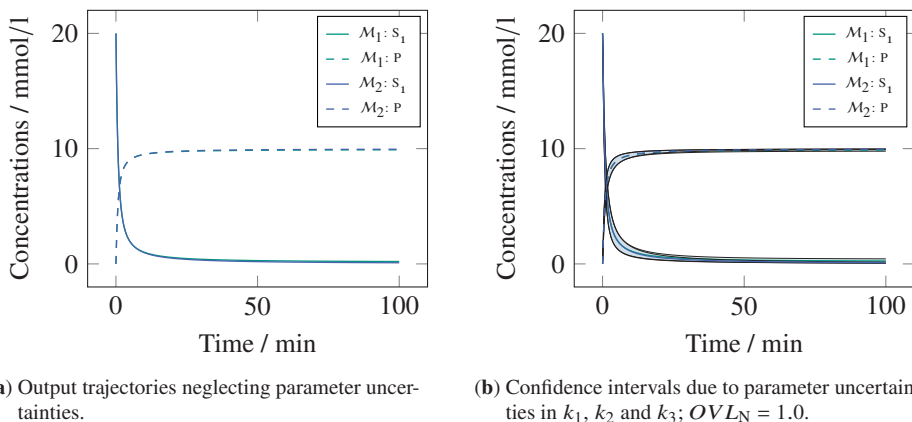 20
10
0
0
50
100
Concentrations / mmol/l
Time / min
M1: S1
M1: P
M2: S1
M2: P
20
10
0
0
50
100
Concentrations / mmol/l
Time / min
M1: S1
M1: P
M2: S1
M2: P
) Output trajectories neglecting parameter uncer-
tainties.
(b) Confidence intervals due to parameter uncertain
ties in k1, k2 and k3; OVLN = 1.0.